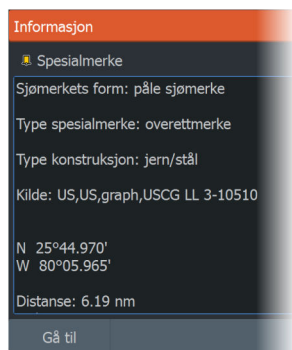 Informasjon
Spesialmerke
Sjømerkets form: påle sjømerke
Type spesialmerke: overettmerke
Type konstruksjon: jern/stål
Kilde: US,US,graph,USCG LL 3-10510
N 25°44.970'
W 80°05.965'
Distanse: 6.19 nm
Gå til